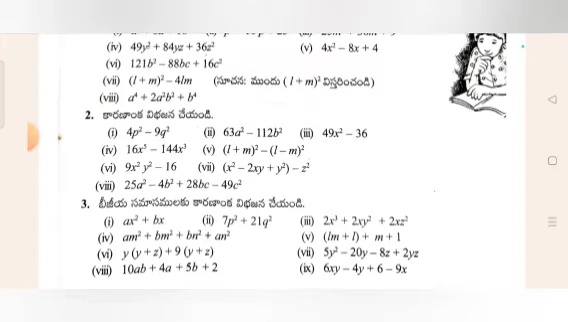 (iv) 49y² + 84yz + 36z² (v) 4x² – 8x + 4
(vi) 121b² – 88bc + 16c²
(vii) (l + m)² – 4lm (సూచన: ముందు ( l + m)² విస్తరించండి)
(viii) a⁴ + 2a²b² + b⁴
2. కారణాంక విభజన చేయండి.
(i) 4p² – 9q² (ii) 63a² – 112b² (iii) 49x² – 36
(iv) 16x⁵ – 144x³ (v) (l + m)² – (l – m)²
(vi) 9x² y² – 16 (vii) (x² – 2xy + y²) – z²
(viii) 25a² – 4b² + 28bc – 49c²
3. బీజీయ సమాసములకు కారణాంక విభజన చేయండి.
(i) ax² + bx (ii) 7p² + 21q² (iii) 2x³ + 2xy² + 2xz²
(iv) am² + bm² + bn² + an² (v) (lm + l) + m + 1
(vi) y (y + z) + 9 (y + z) (vii) 5y² – 20y – 8z + 2yz
(viii) 10ab + 4a + 5b + 2 (ix) 6xy – 4y + 6 – 9x